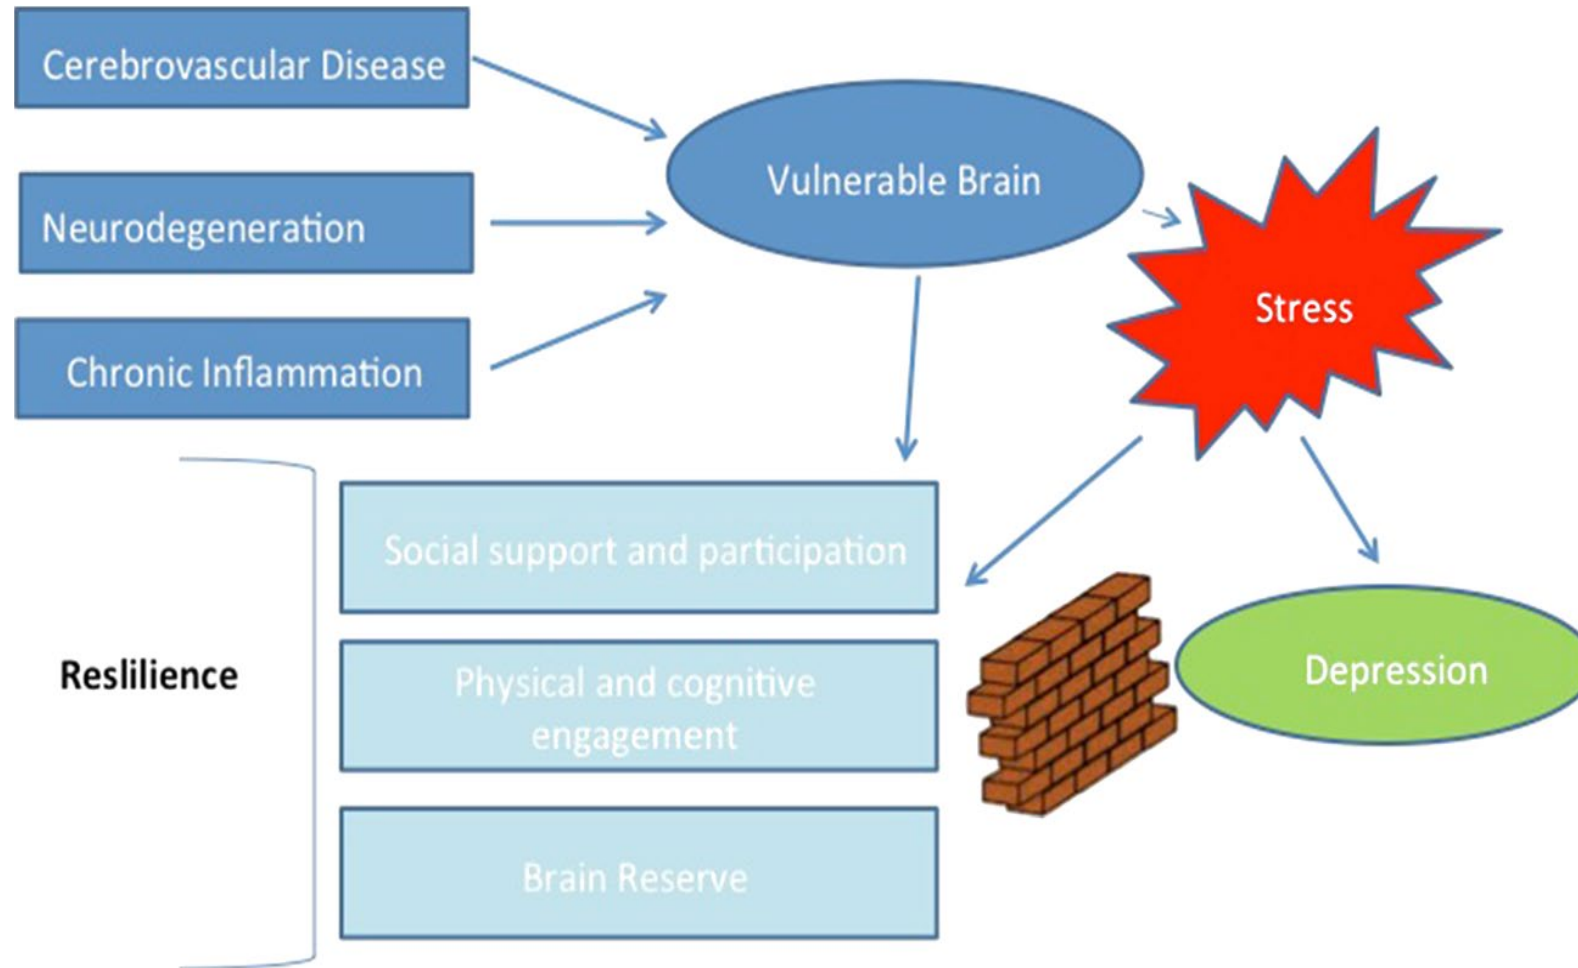 Cerebrovascular Disease
Vulnerable Brain
Neurodegeneration
Stress
Chronic Inflammation
Social support and participation
Reslilience
Physical and cognitive
engagement
Depression
Brain Reserve